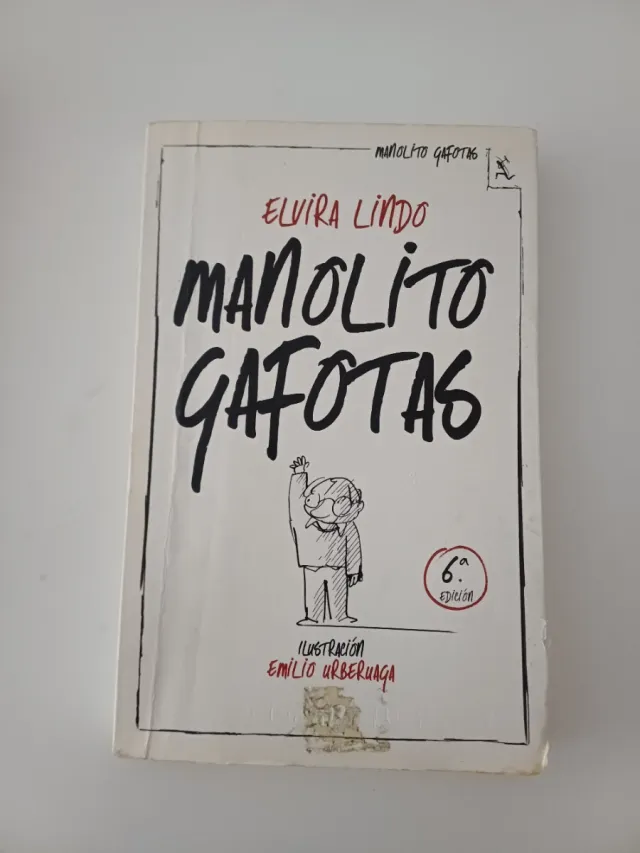 MANOLITO GAFOTAS
ELVIRA LINDO
MANOLITO
GAFOTAS
6.ª
EDICIÓN
ILUSTRACIÓN
EMILIO URBERUAGA